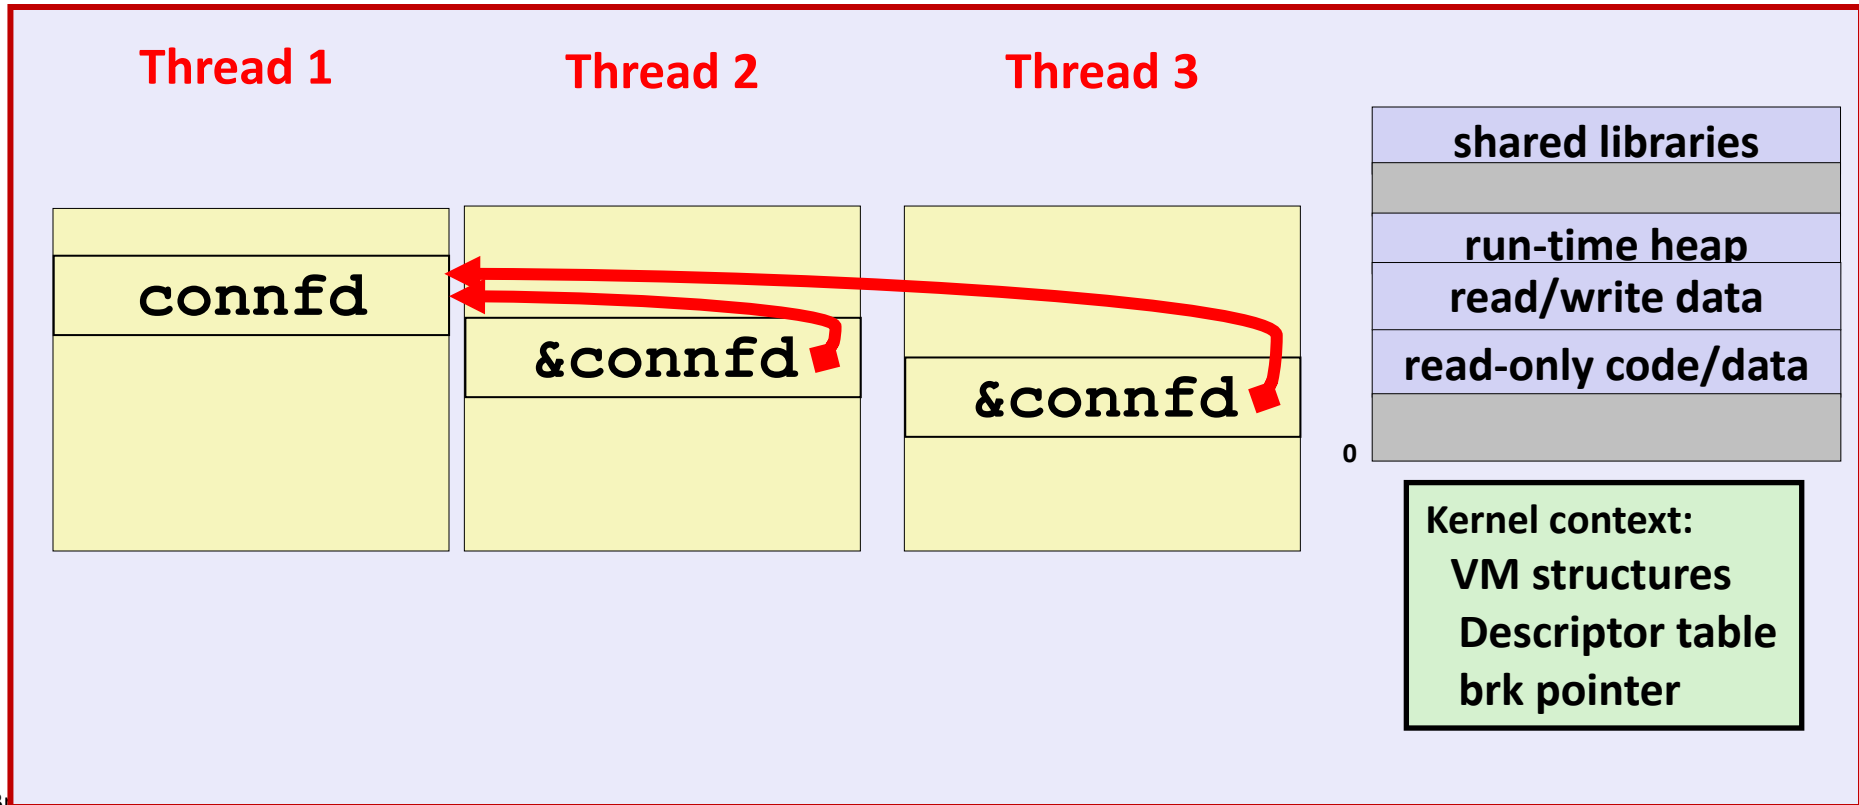 Thread 1
Thread 2
Thread 3
connfd
&connfd
&connfd
shared libraries
run-time heap
read/write data
read-only code/data
0
Kernel context:
VM structures
Descriptor table
brk pointer